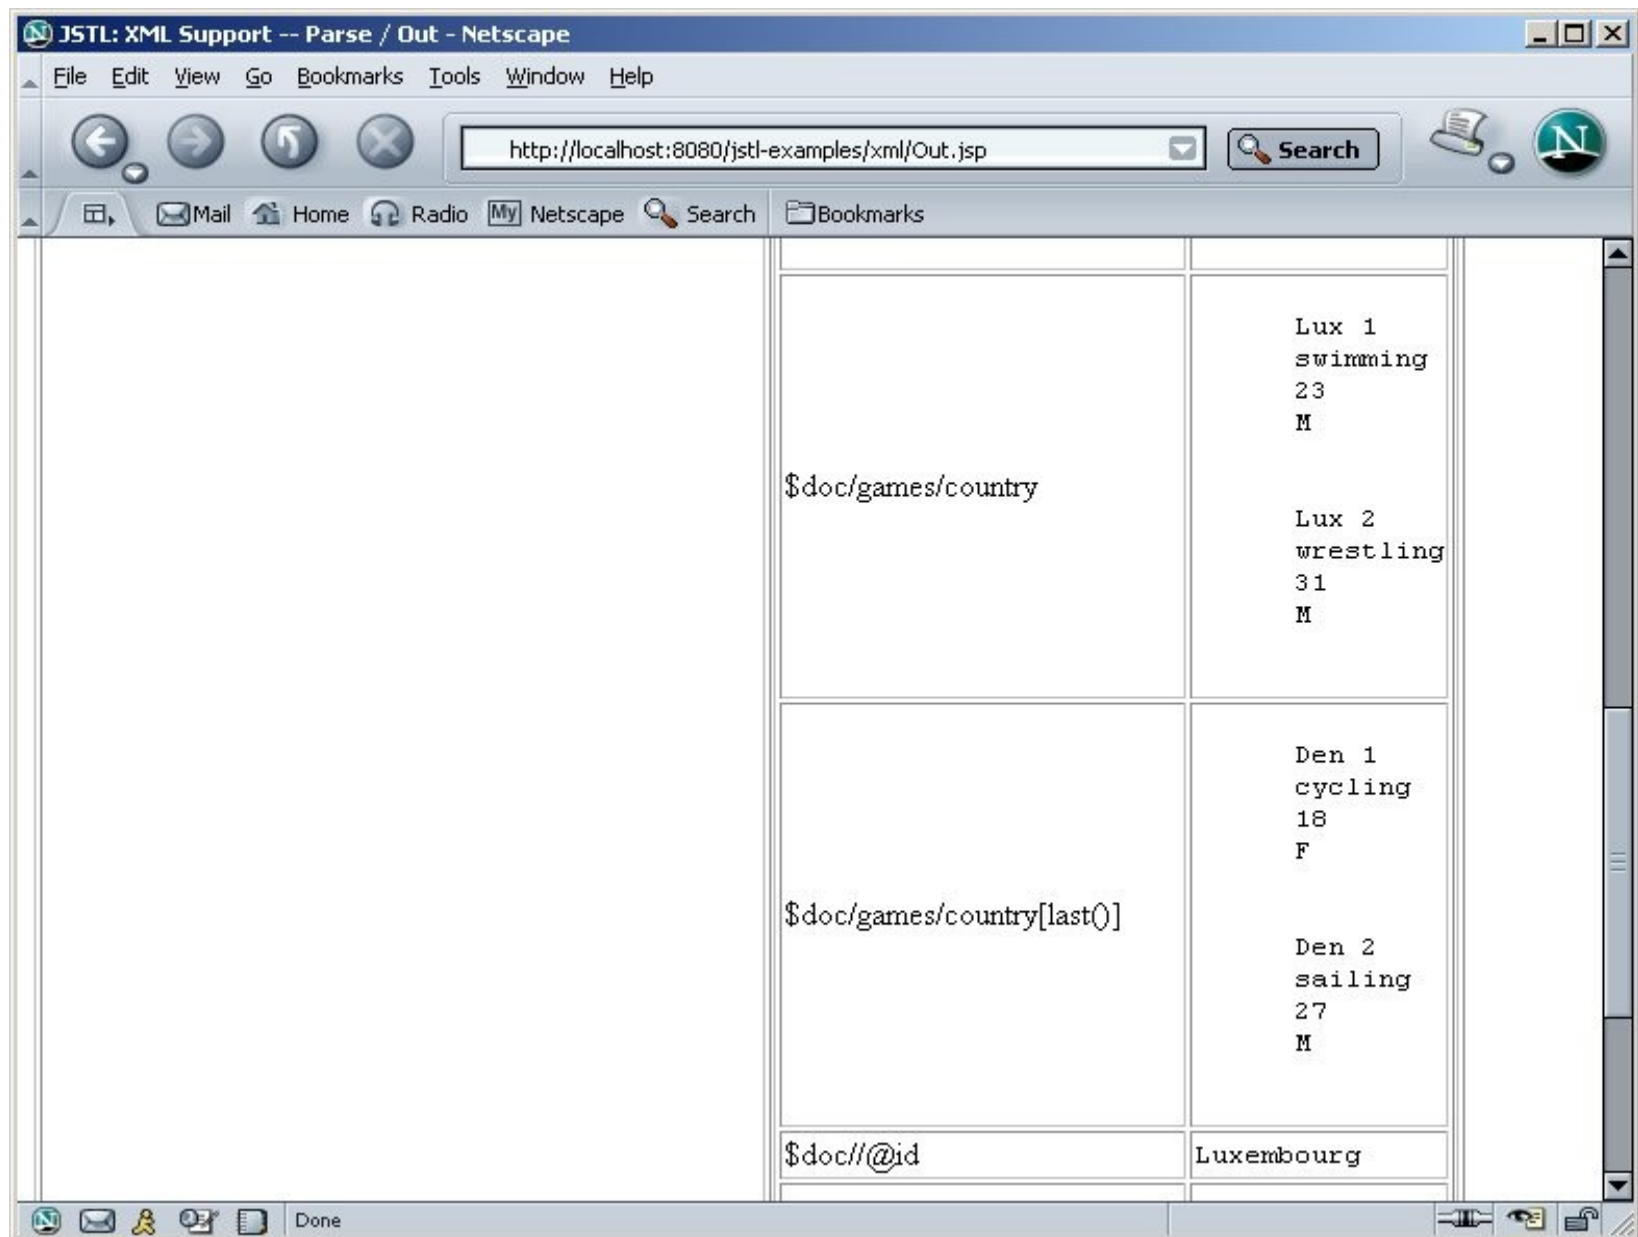 JSTL: XML Support -- Parse / Out - Netscape
File Edit View Go Bookmarks Tools Window Help
http://localhost:8080/jstl-examples/xml/Out.jsp
Search
N
Mail Home Radio My Netscape Search Bookmarks
$doc/games/country
Lux 1
swimming
23
M
Lux 2
wrestling
31
M
$doc/games/country[last()]
Den 1
cycling
18
F
Den 2
sailing
27
M
$doc//@id
Luxembourg
Done